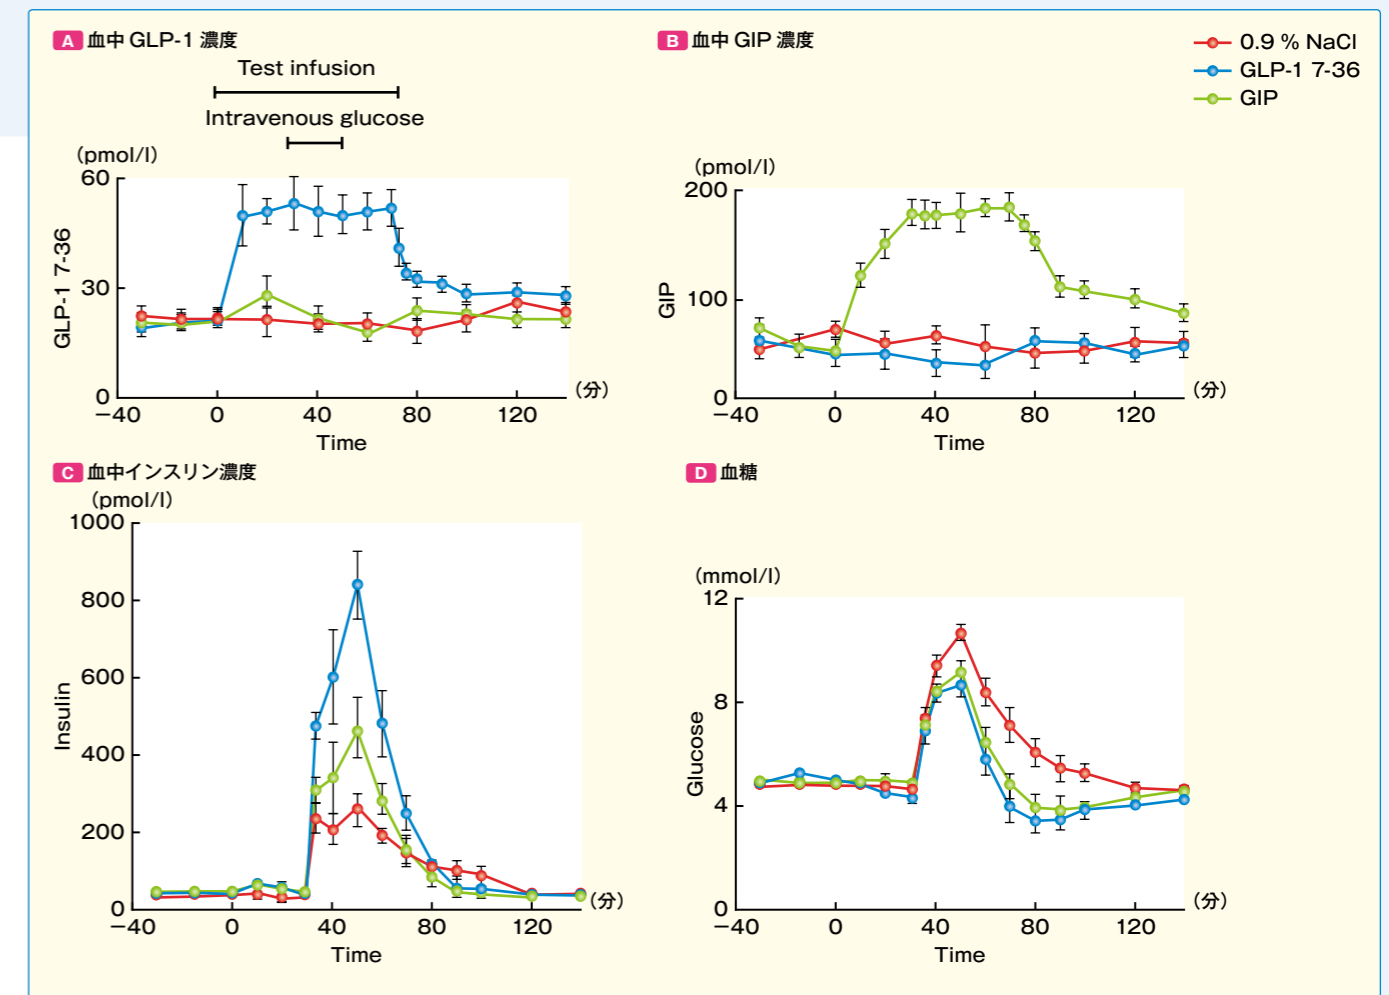 A 血中 GLP-1 濃度
Test infusion
Intravenous glucose
(pmol/l)
60
30
0
GLP-1 7-36
−40 0 40 80 120
(分)
Time
B 血中 GIP 濃度
0.9 % NaCl
GLP-1 7-36
GIP
(pmol/l)
200
100
0
GIP
−40 0 40 80 120
(分)
Time
C 血中インスリン濃度
(pmol/l)
1000
800
600
400
200
0
Insulin
−40 0 40 80 120
(分)
Time
D 血糖
(mmol/l)
12
8
4
0
Glucose
−40 0 40 80 120
(分)
Time